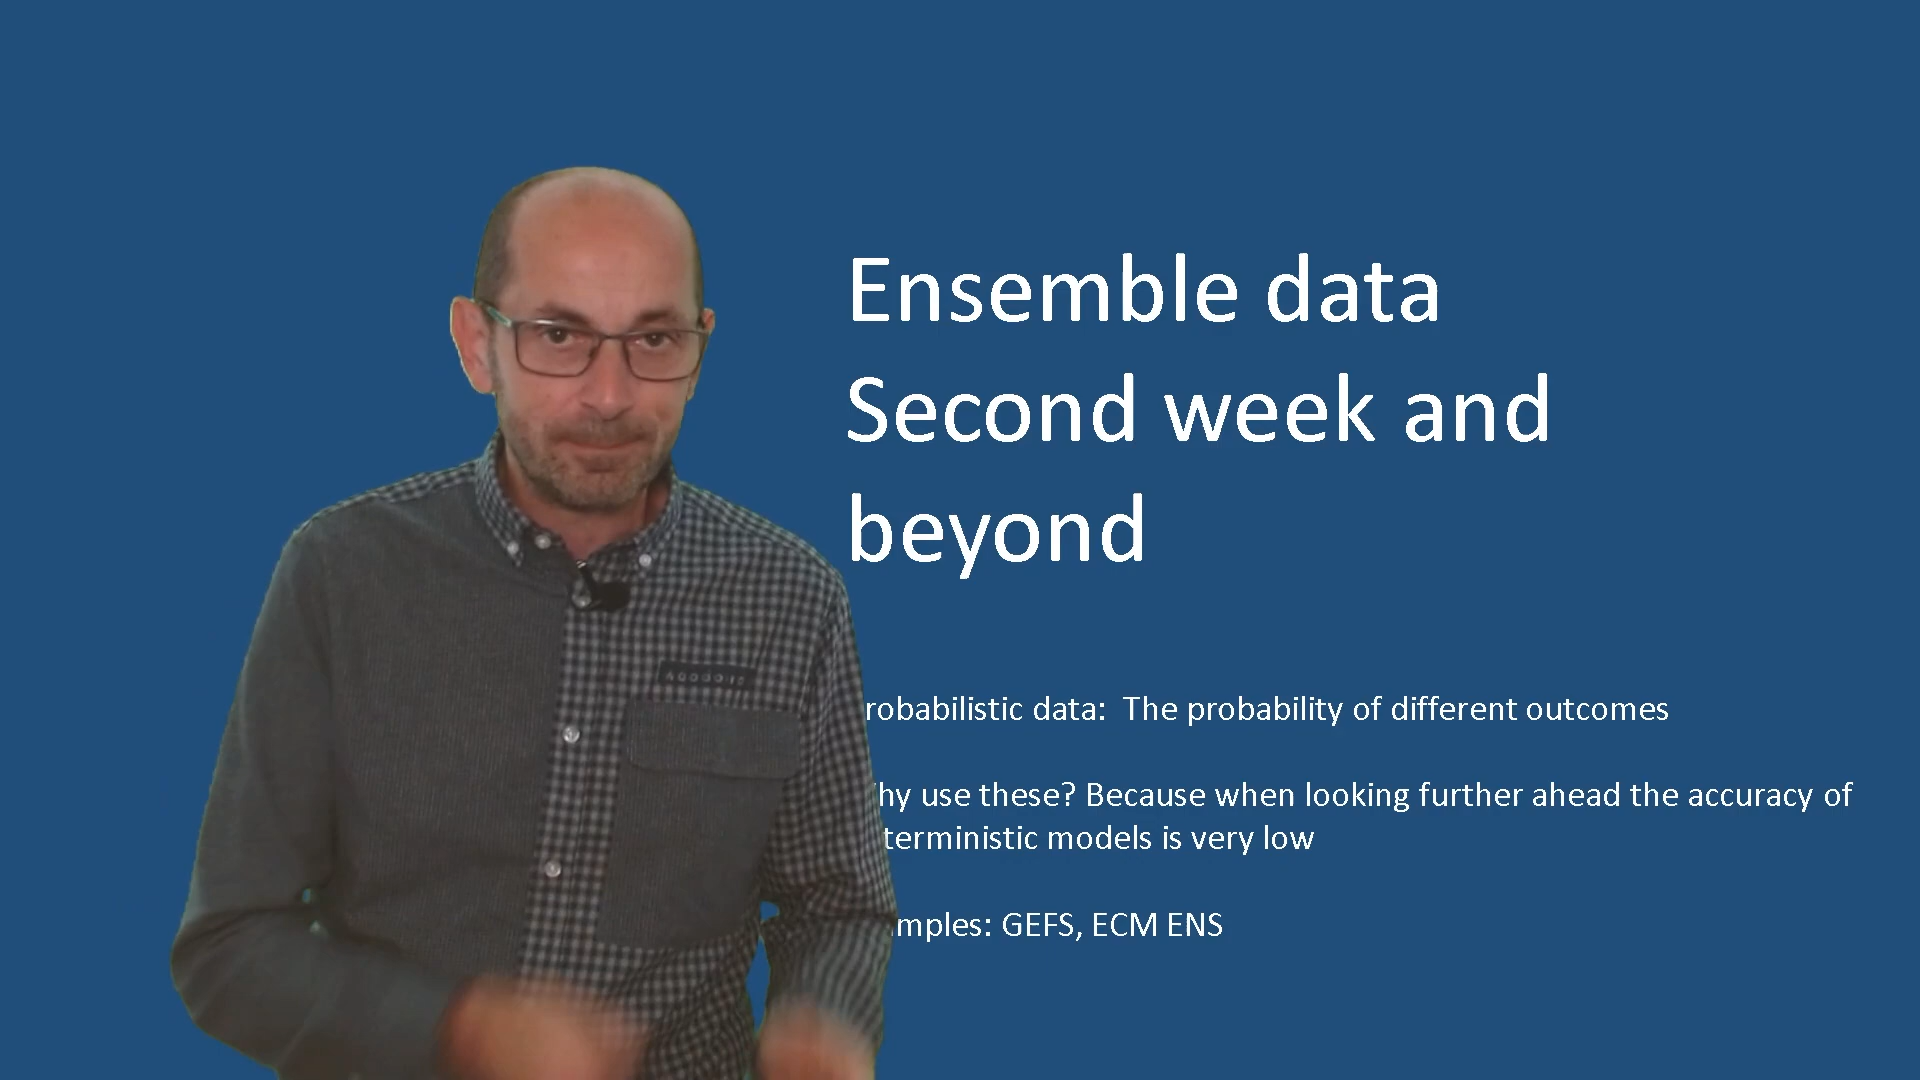 Ensemble data
Second week and
beyond
robabilistic data: The probability of different outcomes
hy use these? Because when looking further ahead the accuracy of
terministic models is very low
mples: GEFS, ECM ENS